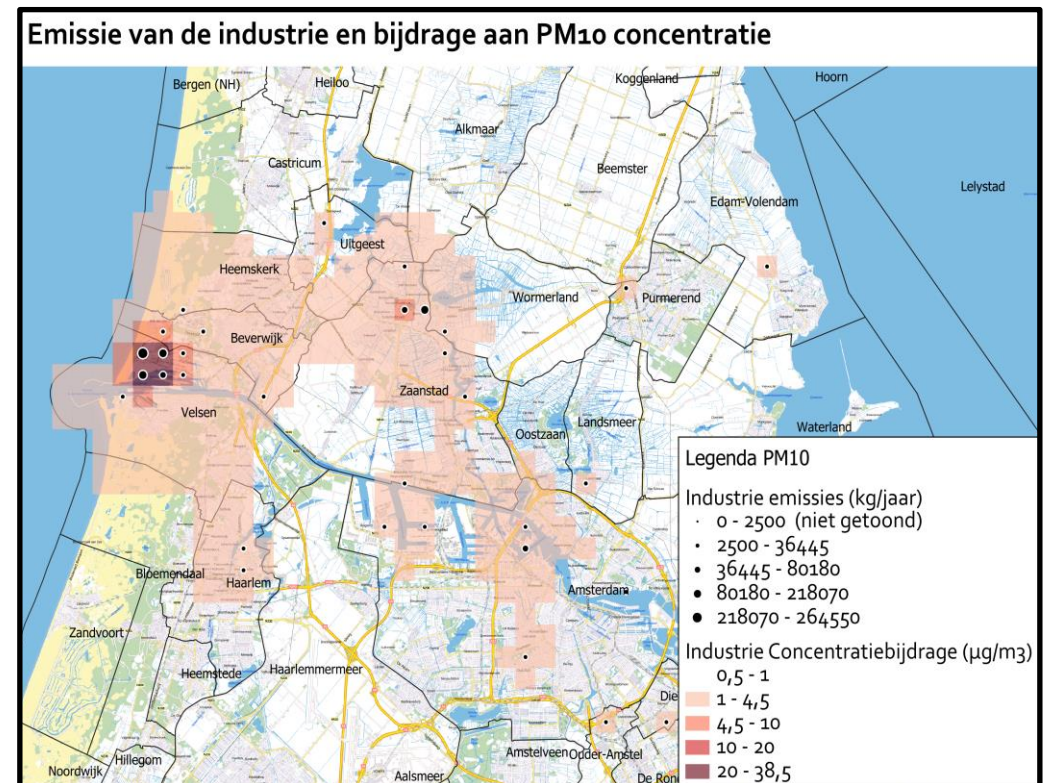 Emissie van de industrie en bijdrage aan PM10 concentratie
Bergen (NH)
Heiloo
Koggenland
Hoorn
Alkmaar
Castricum
Beemster
Lelystad
Edam-Volendam
Uitgeest
Heemskerk
Wormerland
Purmerend
Beverwijk
Zaanstad
Velsen
Oostzaan
Landsmeer
Waterland
Bloemendaal
Haarlem
Amsterdam
Zandvoort
Heemstede
Haarlemmermeer
Die
Amstelveen
Ouder-Amstel
Hillegom
Noordwijk
Aalsmeer
De Ron
Legenda PM10
Industrie emissies (kg/jaar)
0 - 2500 (niet getoond)
2500 - 36445
36445 - 80180
80180 - 218070
218070 - 264550
Industrie Concentratiebijdrage (µg/m3)
0,5 - 1
1 - 4,5
4,5 - 10
10 - 20
20 - 38,5